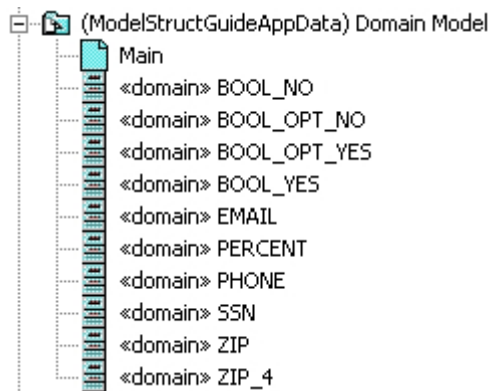 (ModelStructGuideAppData) Domain Model
Main
«domain» BOOL_NO
«domain» BOOL_OPT_NO
«domain» BOOL_OPT_YES
«domain» BOOL_YES
«domain» EMAIL
«domain» PERCENT
«domain» PHONE
«domain» SSN
«domain» ZIP
«domain» ZIP_4